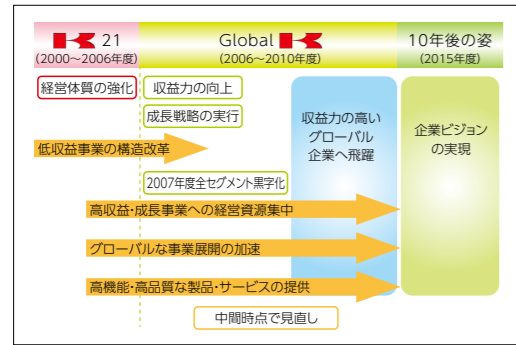 21
(2000〜2006年度)
Global
(2006〜2010年度)
10年後の姿
(2015年度)
経営体質の強化
収益力の向上
成長戦略の実行
低収益事業の構造改革
2007年度全セグメント黒字化
高収益・成長事業への経営資源集中
グローバルな事業展開の加速
高機能・高品質な製品・サービスの提供
中間時点で見直し
収益力の高い
グローバル
企業へ飛躍
企業ビジョン
の実現